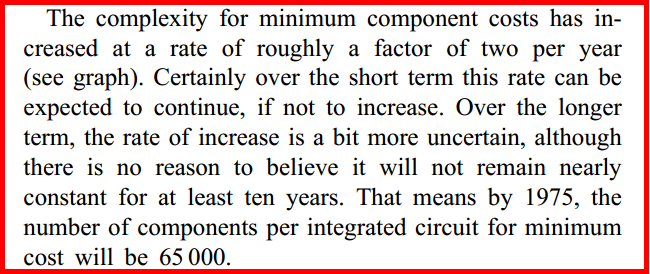 The complexity for minimum component costs has in-
creased at a rate of roughly a factor of two per year
(see graph). Certainly over the short term this rate can be
expected to continue, if not to increase. Over the longer
term, the rate of increase is a bit more uncertain, although
there is no reason to believe it will not remain nearly
constant for at least ten years. That means by 1975, the
number of components per integrated circuit for minimum
cost will be 65 000.